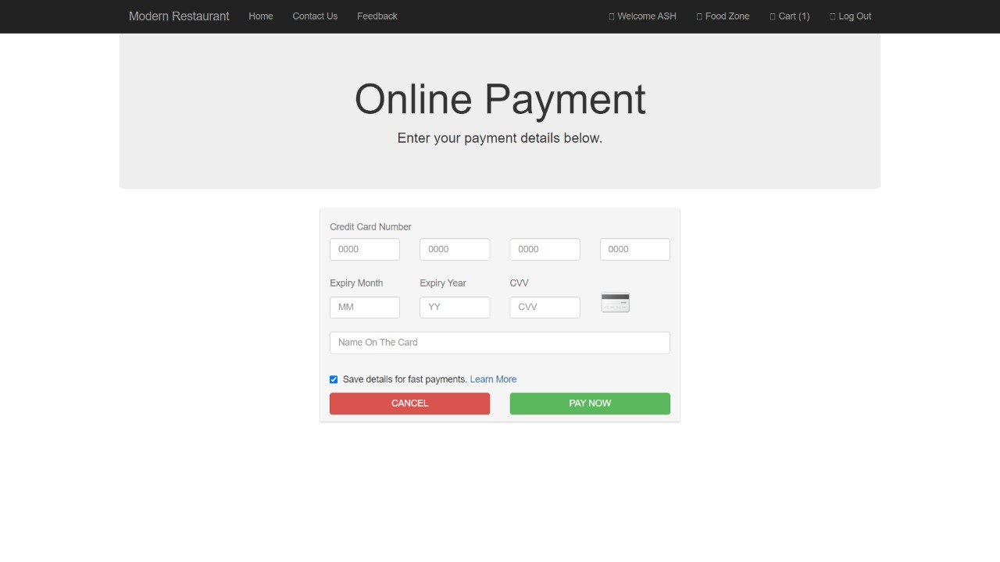 Modern Restaurant Home Contact Us Feedback Welcome ASH Food Zone Cart (1) Log Out
Online Payment
Enter your payment details below.
Credit Card Number
0000 0000 0000 0000
Expiry Month Expiry Year CVV
MM YY CVV
Name On The Card
Save details for fast payments. Learn More
CANCEL PAY NOW